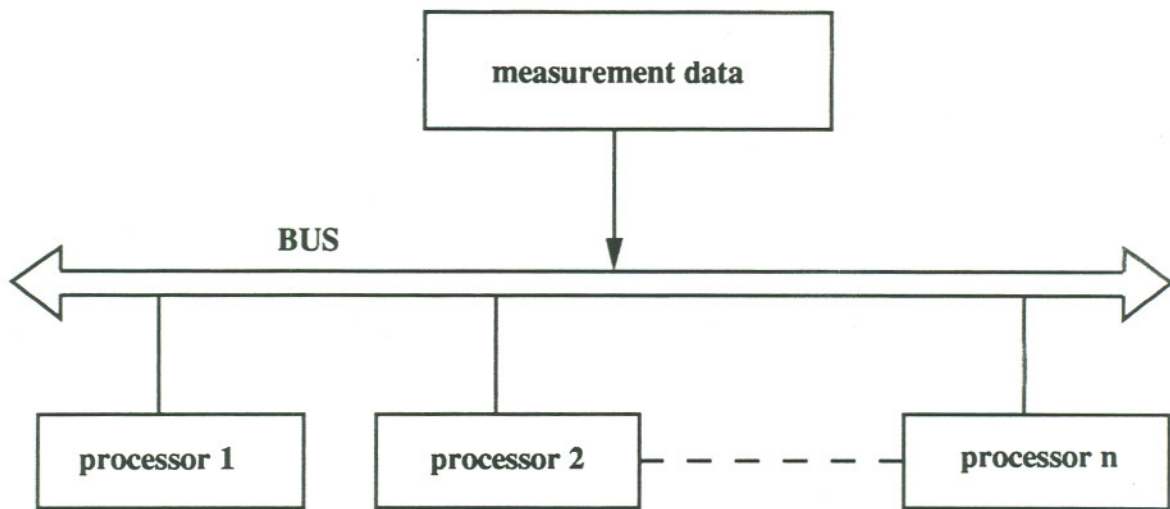 measurement data
BUS
processor 1
processor 2
processor n